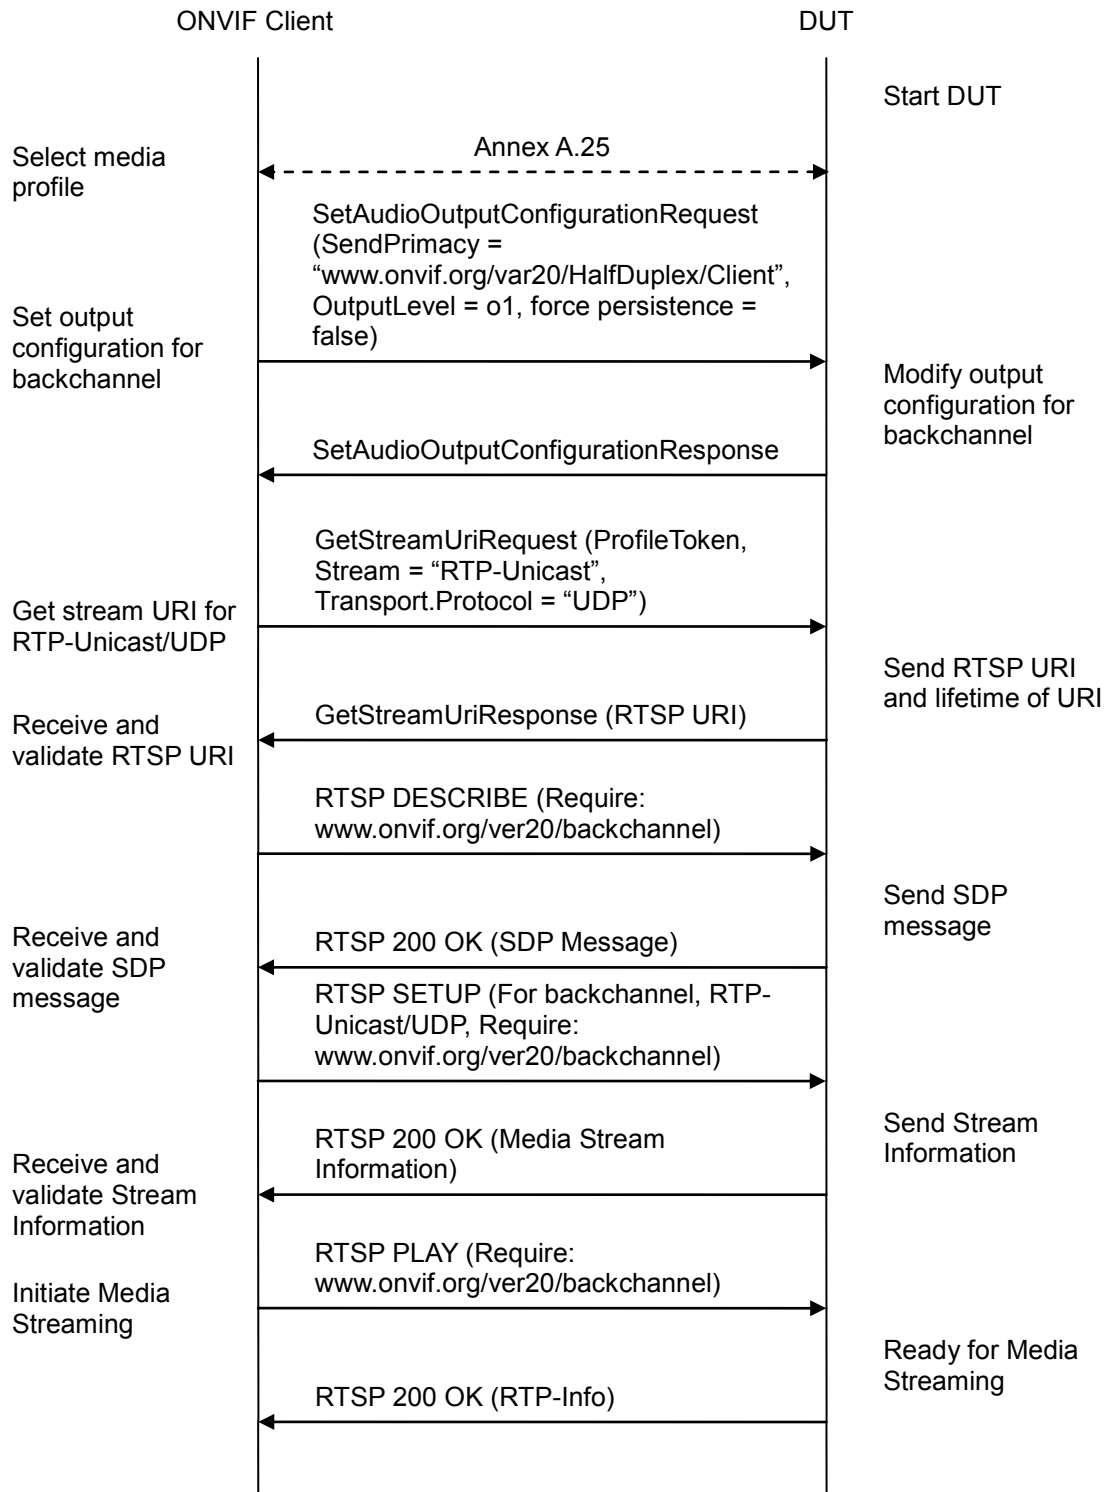 ONVIF Client
DUT
Start DUT
Annex A.25
Select media
profile
SetAudioOutputConfigurationRequest
(SendPrimacy =
“www.onvif.org/var20/HalfDuplex/Client”,
OutputLevel = o1, force persistence =
false)
Set output
configuration for
backchannel
Modify output
configuration for
backchannel
SetAudioOutputConfigurationResponse
GetStreamUriRequest (ProfileToken,
Stream = “RTP-Unicast”,
Transport.Protocol = “UDP”)
Get stream URI for
RTP-Unicast/UDP
Send RTSP URI
and lifetime of URI
GetStreamUriResponse (RTSP URI)
Receive and
validate RTSP URI
RTSP DESCRIBE (Require:
www.onvif.org/ver20/backchannel)
Send SDP
message
Receive and
validate SDP
message
RTSP 200 OK (SDP Message)
RTSP SETUP (For backchannel, RTP-
Unicast/UDP, Require:
www.onvif.org/ver20/backchannel)
Send Stream
Information
RTSP 200 OK (Media Stream
Information)
Receive and
validate Stream
Information
RTSP PLAY (Require:
www.onvif.org/ver20/backchannel)
Initiate Media
Streaming
Ready for Media
Streaming
RTSP 200 OK (RTP-Info)